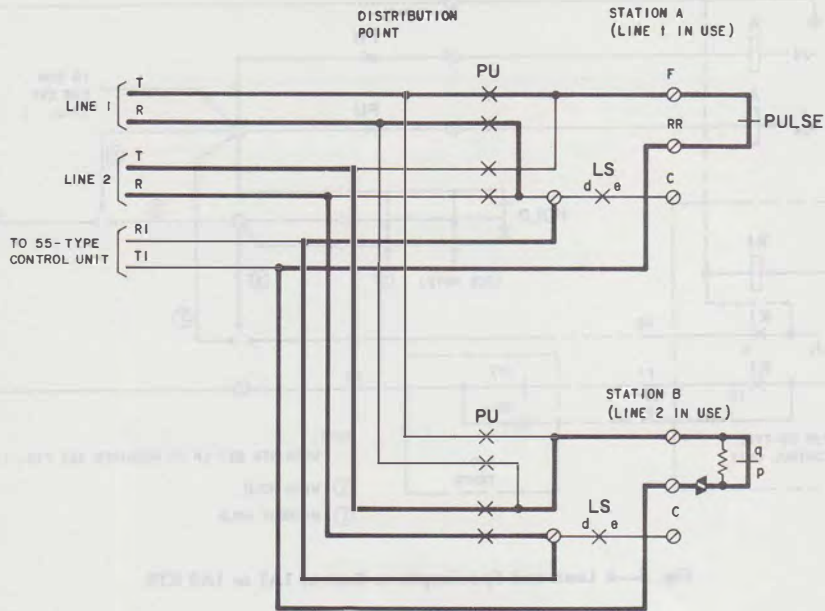 DISTRIBUTION
POINT
STATION A
(LINE 1 IN USE)
T
PU
F
LINE 1
R
RR
PULSE
T
LINE 2
R
LS
d e
C
TO 55-TYPE
CONTROL UNIT
R1
T1
STATION B
(LINE 2 IN USE)
PU
q
p
LS
d e
C